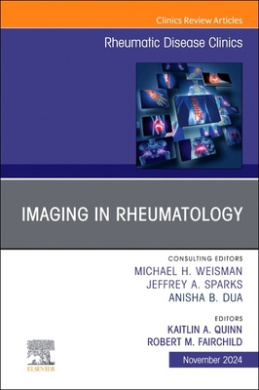 Clinics Review Articles
Rheumatic Disease Clinics
IMAGING IN RHEUMATOLOGY
CONSULTING EDITORS
MICHAEL H. WEISMAN
JEFFREY A. SPARKS
ANISHA B. DUA
EDITORS
KAITLIN A. QUINN
ROBERT M. FAIRCHILD
November 2024
ELSEVIER